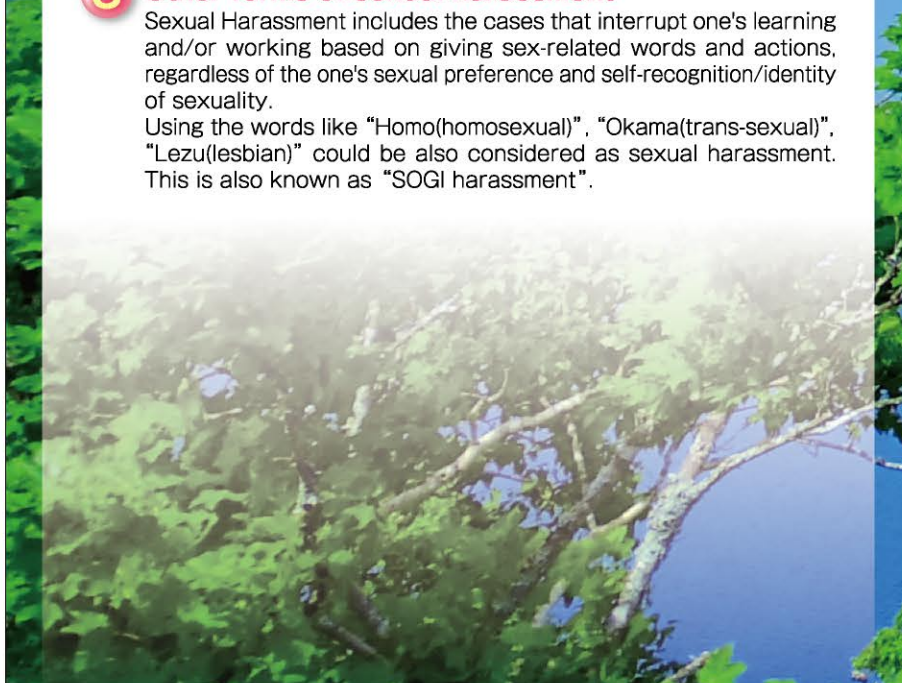 Sexual Harassment includes the cases that interrupt one's learning
and/or working based on giving sex-related words and actions,
regardless of the one's sexual preference and self-recognition/identity
of sexuality.
Using the words like “Homo(homosexual)”, “Okama(trans-sexual)”,
“Lezu(lesbian)” could be also considered as sexual harassment.
This is also known as “SOGI harassment”.